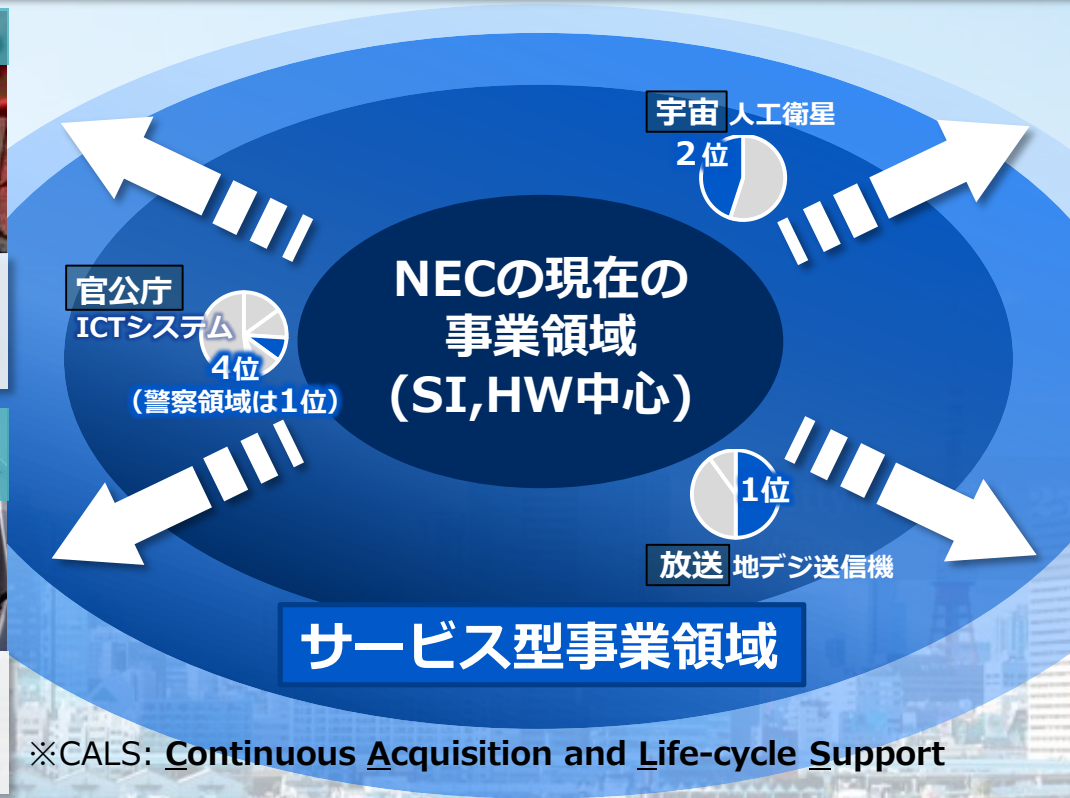 宇宙 人工衛星
2位
NECの現在の
事業領域
(SI,HW中心)
官公庁
ICTシステム
4位
(警察領域は1位)
1位
放送 地デジ送信機
サービス型事業領域
※CALS: Continuous Acquisition and Life-cycle Support